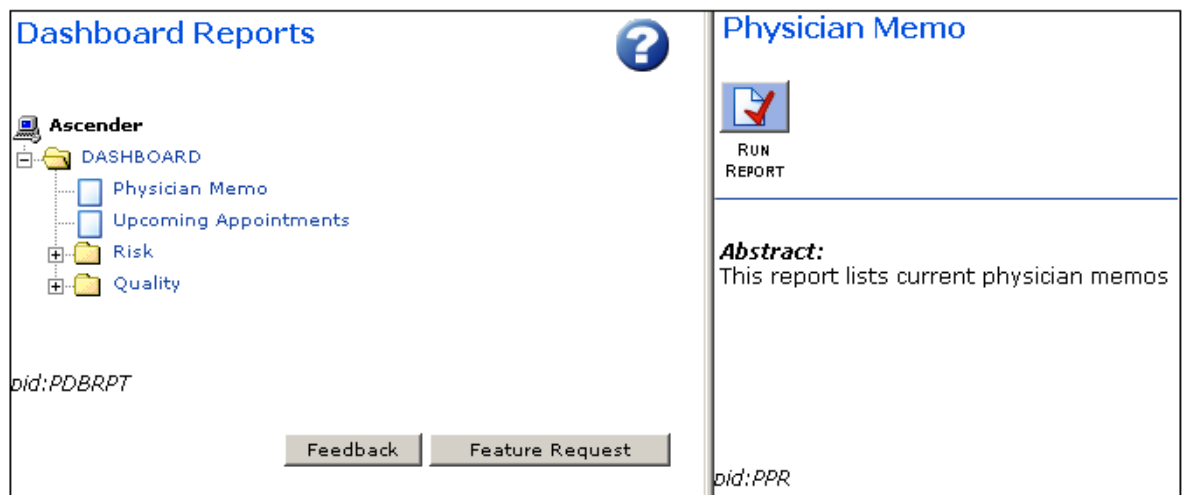 Dashboard Reports
?
Ascender
DASHBOARD
Physician Memo
Upcoming Appointments
Risk
Quality
pid:PDBRPT
Feedback
Feature Request
Physician Memo
RUN
REPORT
Abstract:
This report lists current physician memos
pid:PPR